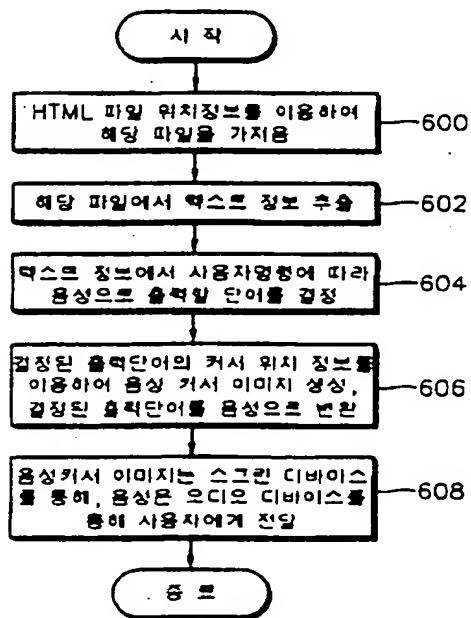 시 작
HTML 파일 위치정보를 이용하여
해당 파일을 가져옴
600
해당 파일에서 텍스트 정보 추출
602
텍스트 정보에서 사용자명령에 따라
음성으로 출력할 단어를 결정
604
결정된 출력단어의 커서 위치 정보를
이용하여 음성 커서 이미지 생성,
결정된 출력단어를 음성으로 변환
606
음성커서 이미지는 스크린 디바이스
를 통해, 음성은 오디오 디바이스를
통해 사용자에게 전달
608
종 료